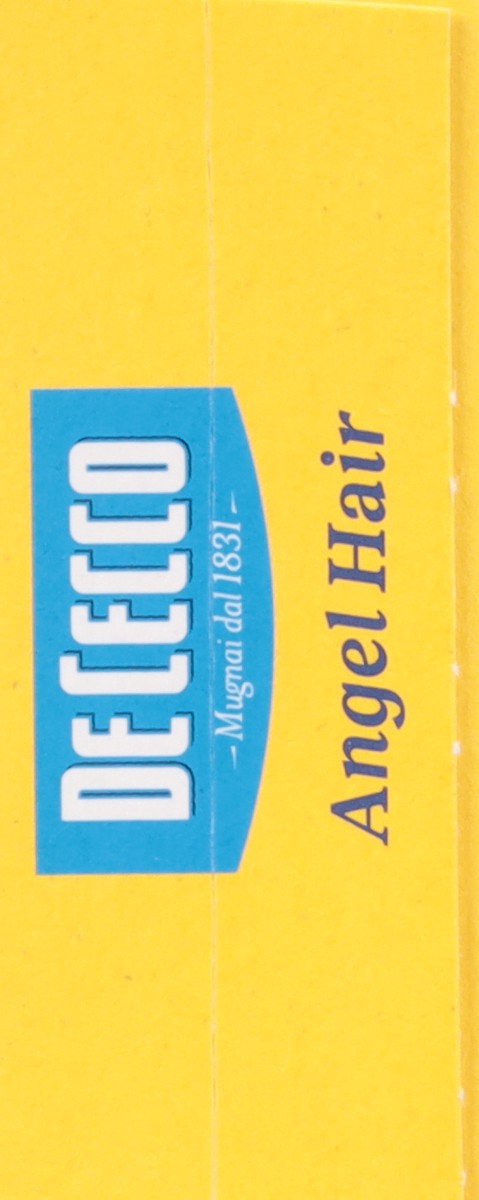 DE CECCO
– Mugnai dal 1831 –
Angel Hair